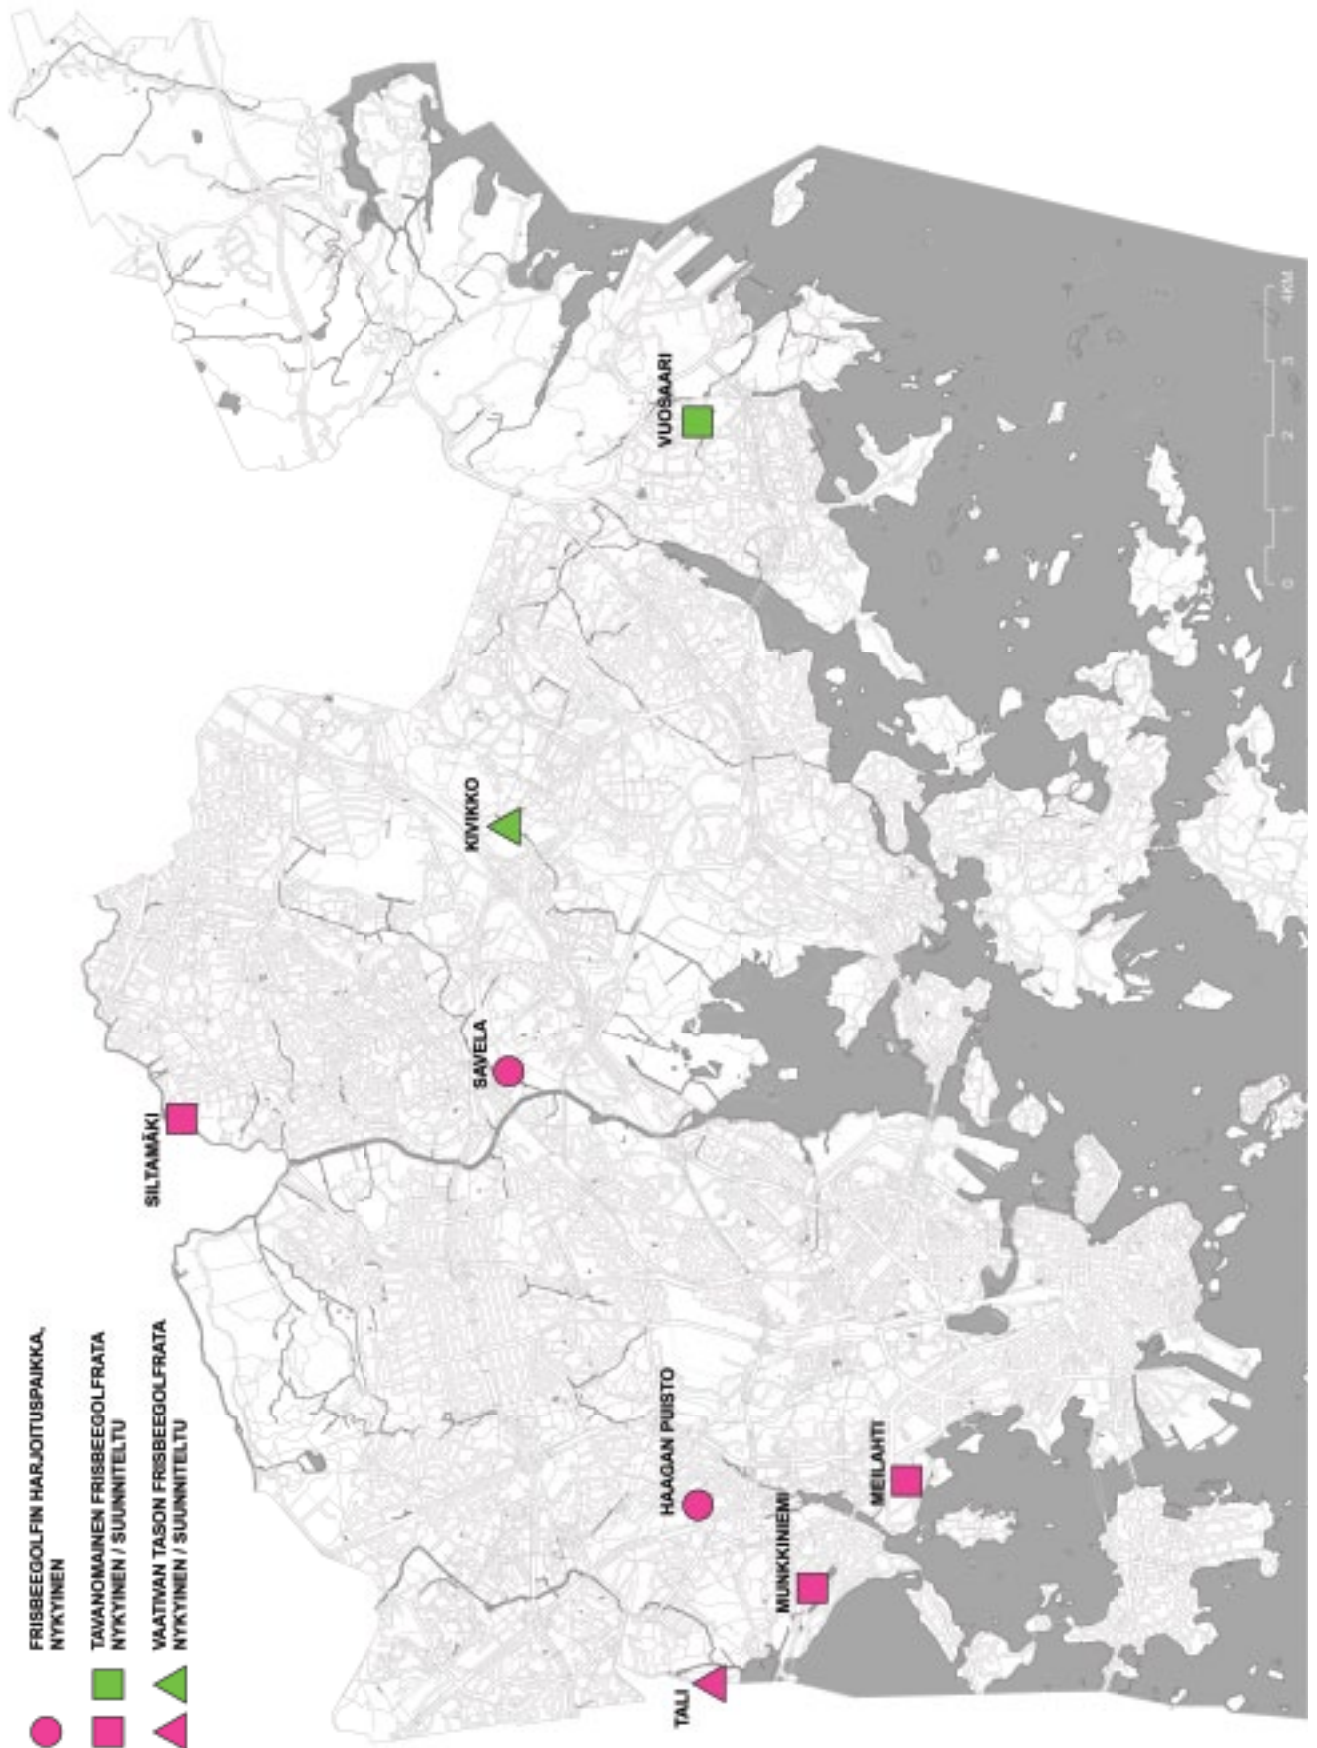 FRISBEEGOLFIN HARJOITUSPAIKKA,
NYKYINEN
TAVANOMAINEN FRISBEEGOLFRATA
NYKYINEN / SUUNNITELTU
VAATIVAN TASON FRISBEEGOLFRATA
NYKYINEN / SUUNNITELTU
SILTAMÄKI
SAVELA
KIVIKKO
VUOSAARI
HAAGAN PUISTO
TALI
MUNKKINIEMI
MEILAHTI
0 1 2 3 4KM